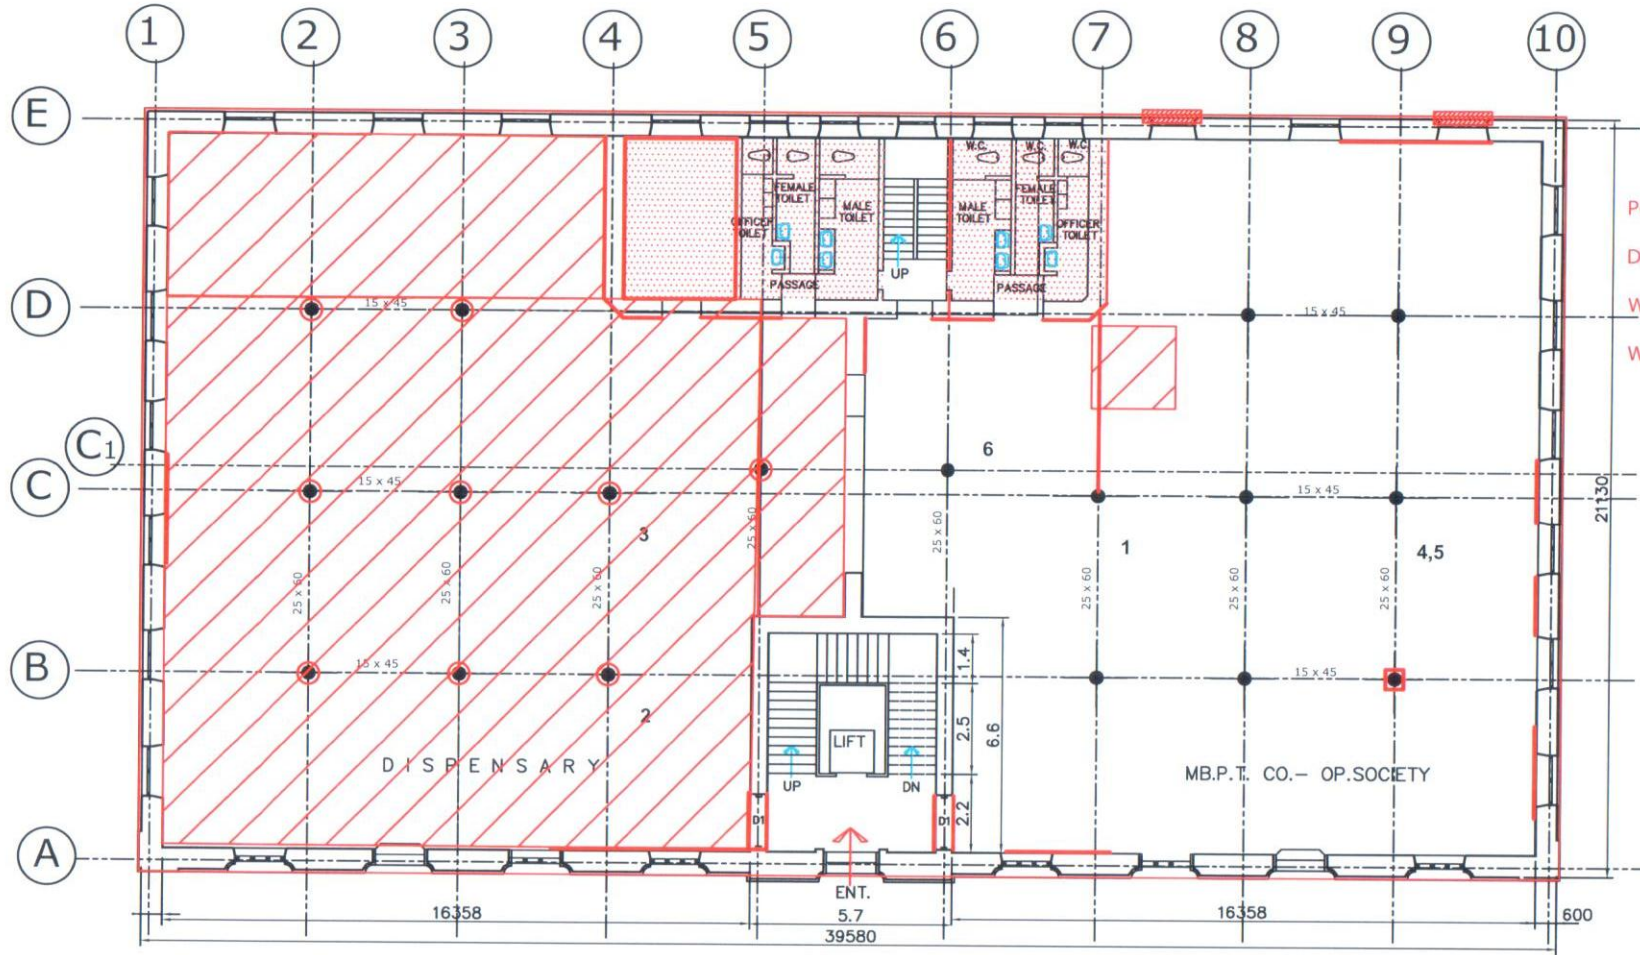 1 2 3 4 5 6 7 8 9 10
E
W.C. W.C. W.C.
FEMALE TOILET
FEMALE TOILET
MALE TOILET
MALE TOILET
OFFICER TOILET
OFFICER TOILET
UP
PASSAGE
PASSAGE
P
D
W
W
D
15 x 45
15 x 45
C1
6
C
15 x 45
15 x 45
21130
3
1
4,5
25 x 60
25 x 60
25 x 60
25 x 60
25 x 60
25 x 60
25 x 60
25 x 60
B
15 x 45
15 x 45
1.4
2.5
6.6
2
LIFT
DISPENSARY
MB.P.T. CO.- OP.SOCIETY
UP
DN
2.2
D1
D1
A
ENT.
16358
5.7
16358
600
39580